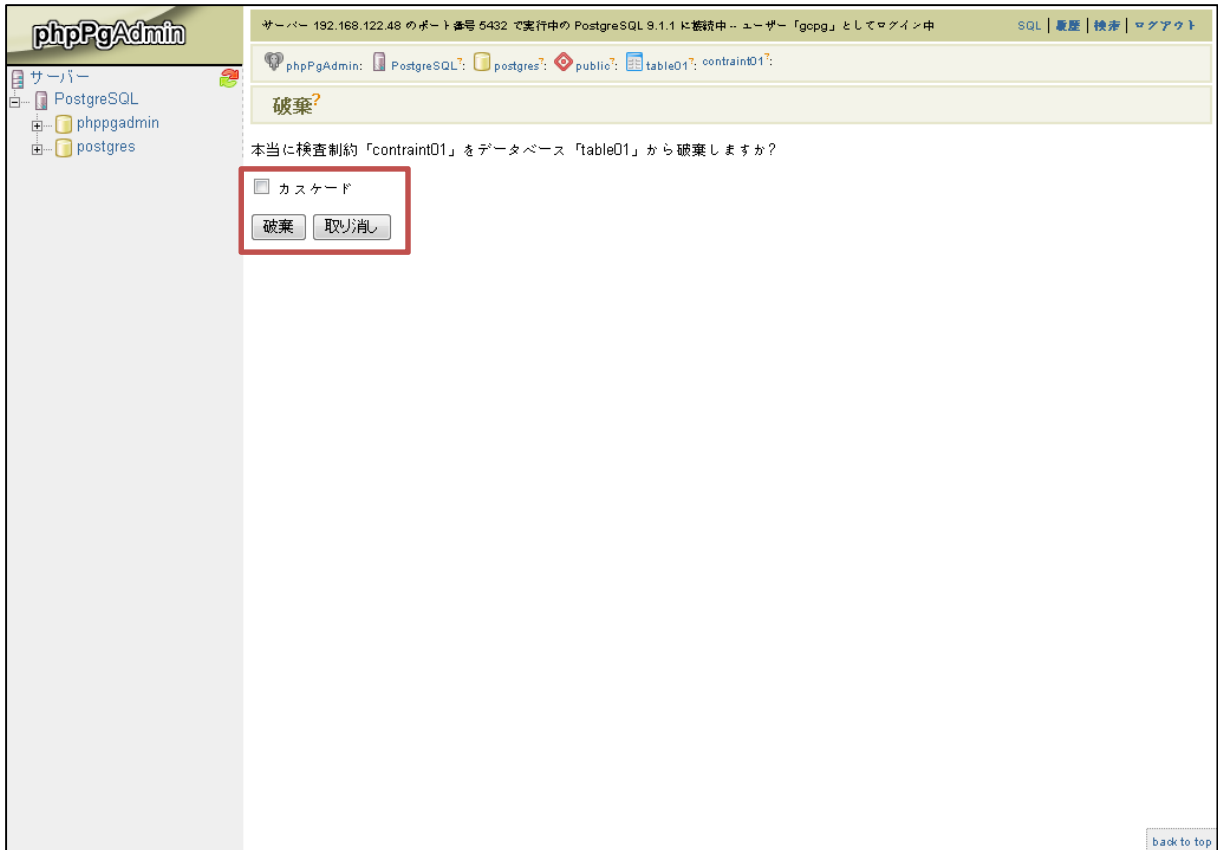 phpPgAdmin
サーバー
PostgreSQL
phppgadmin
postgres
サーバー 192.168.122.48 のポート番号 5432 で実行中の PostgreSQL 9.1.1 に接続中 -- ユーザー「gcpg」としてログイン中
SQL | 履歴 | 検索 | ログアウト
phpPgAdmin: PostgreSQL?: postgres?: public?: table01?: contraint01?:
破棄?
本当に検査制約「contraint01」をデータベース「table01」から破棄しますか?
カスケード
破棄 取り消し
back to top